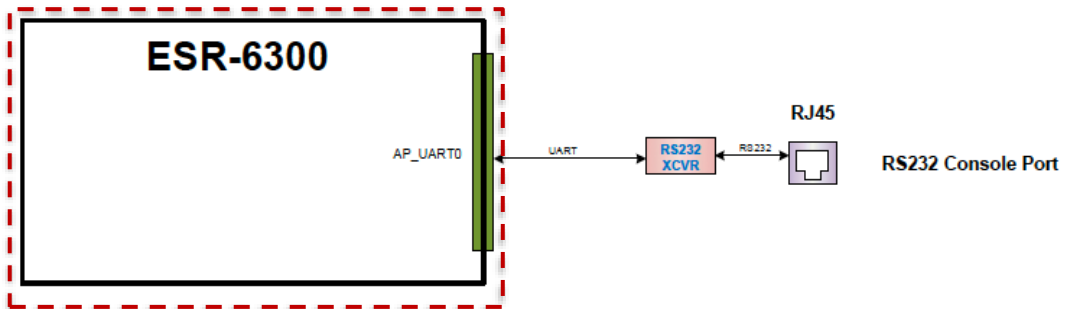 ESR-6300
AP_UART0
UART
RS232
XCVR
RS232
RJ45
RS232 Console Port